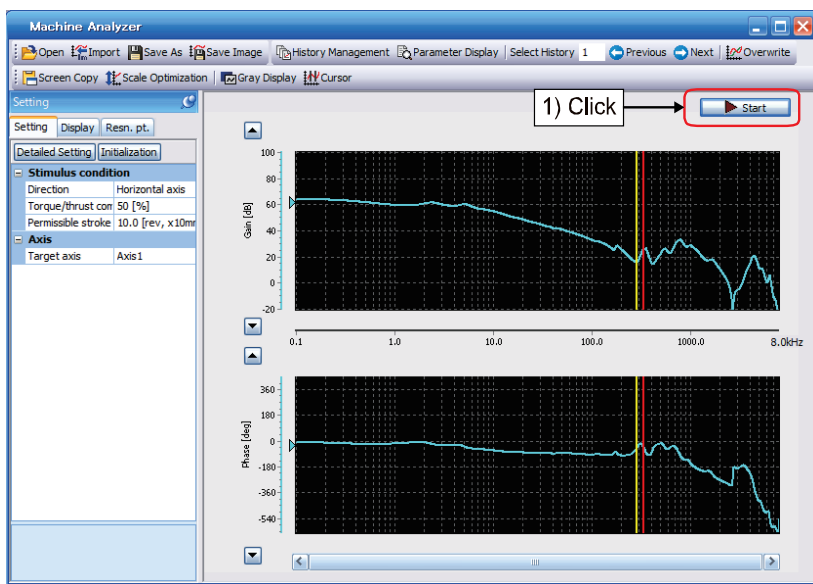 Machine Analyzer
Open Import Save As Save Image History Management Parameter Display Select History 1 Previous Next Overwrite
Screen Copy Scale Optimization Gray Display Cursor
Setting
Setting Display Resn. pt.
Detailed Setting Initialization
Stimulus condition
Direction Horizontal axis
Torque/thrust com 50 [%]
Permissible stroke 10.0 [rev, x10mm
Axis
Target axis Axis1
1) Click
Start
Gain [dB]
100
80
60
40
20
0
-20
0.1 1.0 10.0 100.0 1000.0 8.0kHz
Phase [deg]
360
180
0
-180
-360
-540